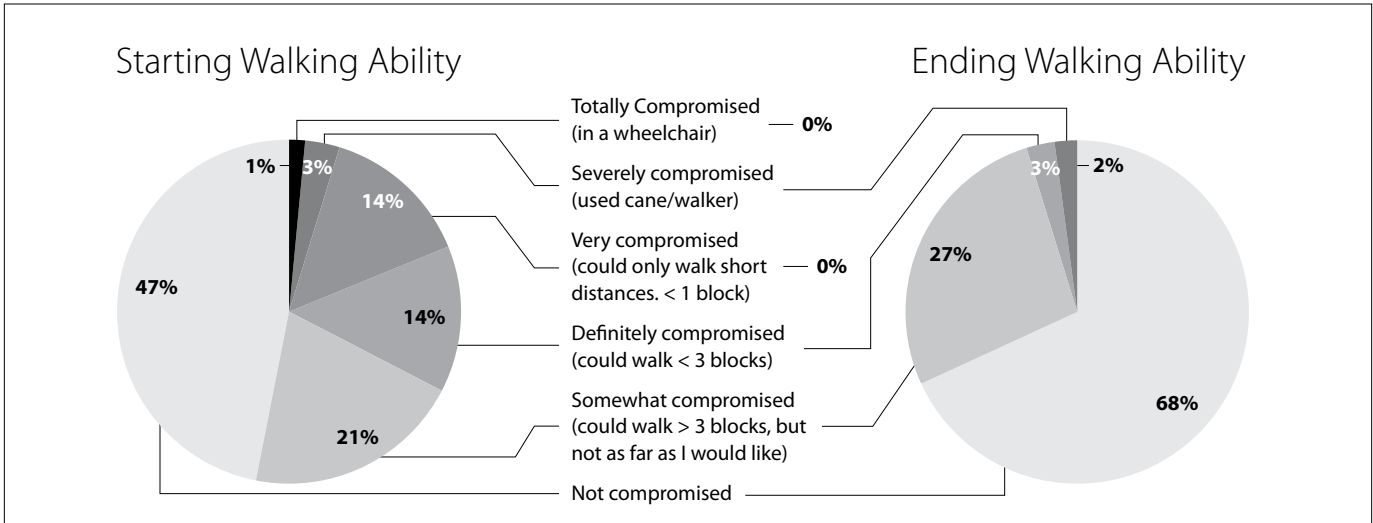 Starting Walking Ability
Ending Walking Ability
Totally Compromised
(in a wheelchair)
0%
Severely compromised
(used cane/walker)
Very compromised
(could only walk short
distances. < 1 block)
0%
Definitely compromised
(could walk < 3 blocks)
Somewhat compromised
(could walk > 3 blocks, but
not as far as I would like)
Not compromised
1%
3%
14%
14%
21%
47%
2%
3%
27%
68%